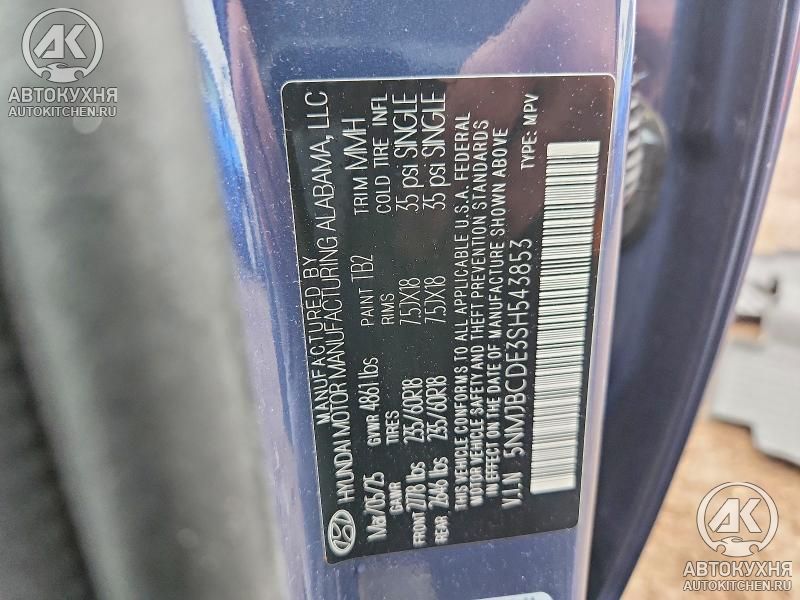 AK
АВТОКУХНЯ
AUTOKITCHEN.RU
MANUFACTURED BY
HYUNDAI MOTOR MANUFACTURING ALABAMA, LLC
Mar/05/25 PAINT TB2 TRIM MMH
GVWR 4861 lbs
GAWR TIRES RIMS COLD TIRE INFL
FRONT 2778 lbs 235/60R18 7.5JX18 35 psi SINGLE
REAR 2646 lbs 235/60R18 7.5JX18 35 psi SINGLE
THIS VEHICLE CONFORMS TO ALL APPLICABLE U.S.A. FEDERAL
MOTOR VEHICLE SAFETY AND THEFT PREVENTION STANDARDS
IN EFFECT ON THE DATE OF MANUFACTURE SHOWN ABOVE
V.I.N 5NMJBCDE3SH543853
TYPE: MPV
AK
АВТОКУХНЯ
AUTOKITCHEN.RU